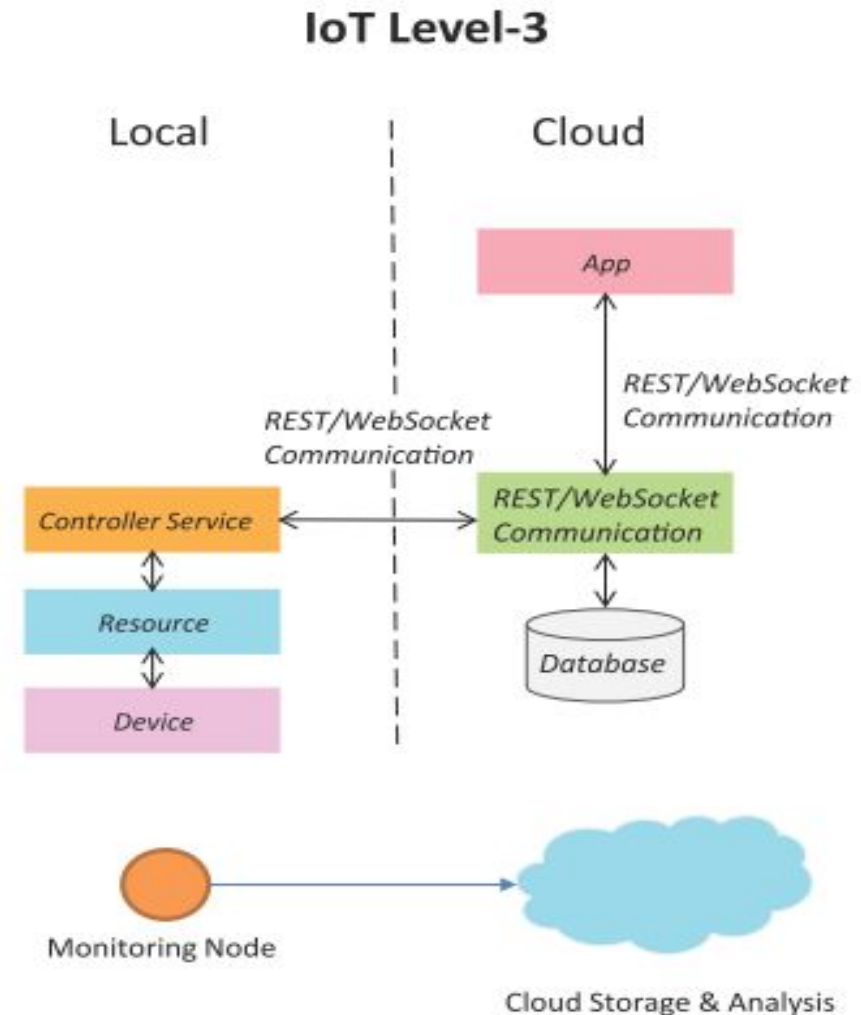 IoT Level-3
Local
Cloud
App
REST/WebSocket
Communication
REST/WebSocket
Communication
Controller Service
REST/WebSocket
Communication
Resource
Device
Database
Monitoring Node
Cloud Storage & Analysis